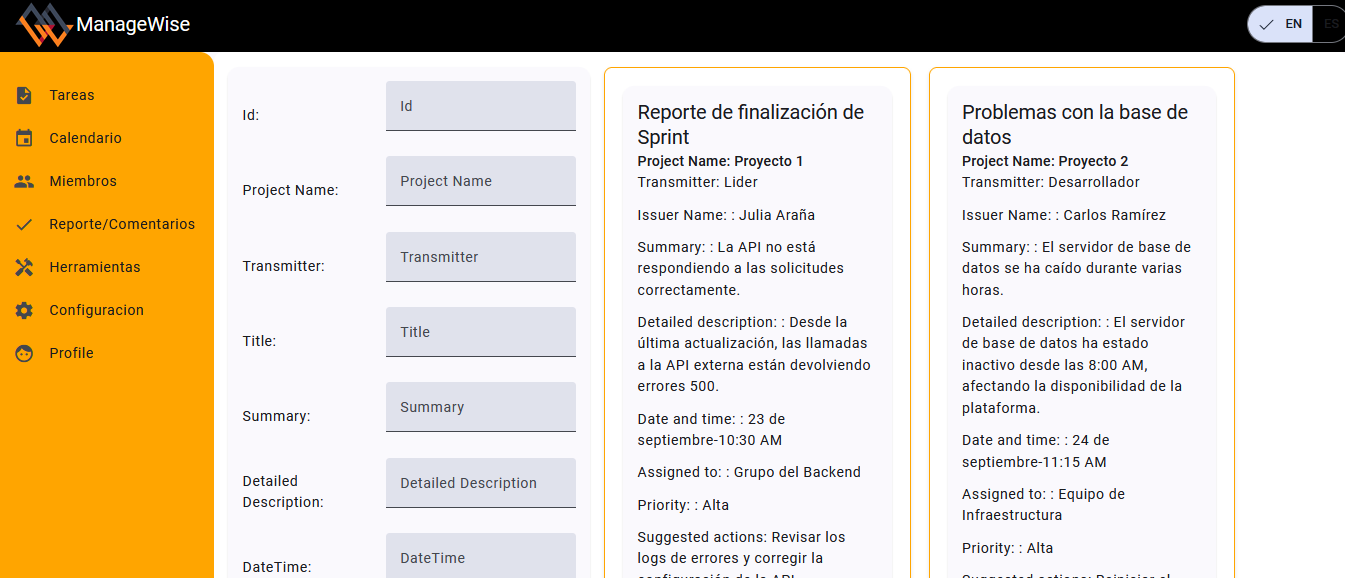 ManageWise
EN
ES
Tareas
Calendario
Miembros
Reporte/Comentarios
Herramientas
Configuracion
Profile
Id:
Id
Project Name:
Project Name
Transmitter:
Transmitter
Title:
Title
Summary:
Summary
Detailed
Description:
Detailed Description
DateTime:
DateTime
Reporte de finalización de
Sprint
Project Name: Proyecto 1
Transmitter: Lider
Issuer Name: : Julia Araña
Summary: : La API no está
respondiendo a las solicitudes
correctamente.
Detailed description: : Desde la
última actualización, las llamadas
a la API externa están devolviendo
errores 500.
Date and time: : 23 de
septiembre-10:30 AM
Assigned to: : Grupo del Backend
Priority: : Alta
Suggested actions: Revisar los
logs de errores y corregir la
configuración de la API
Problemas con la base de
datos
Project Name: Proyecto 2
Transmitter: Desarrollador
Issuer Name: : Carlos Ramírez
Summary: : El servidor de base de
datos se ha caído durante varias
horas.
Detailed description: : El servidor
de base de datos ha estado
inactivo desde las 8:00 AM,
afectando la disponibilidad de la
plataforma.
Date and time: : 24 de
septiembre-11:15 AM
Assigned to: : Equipo de
Infraestructura
Priority: : Alta
Suggested actions: Reiniciar el